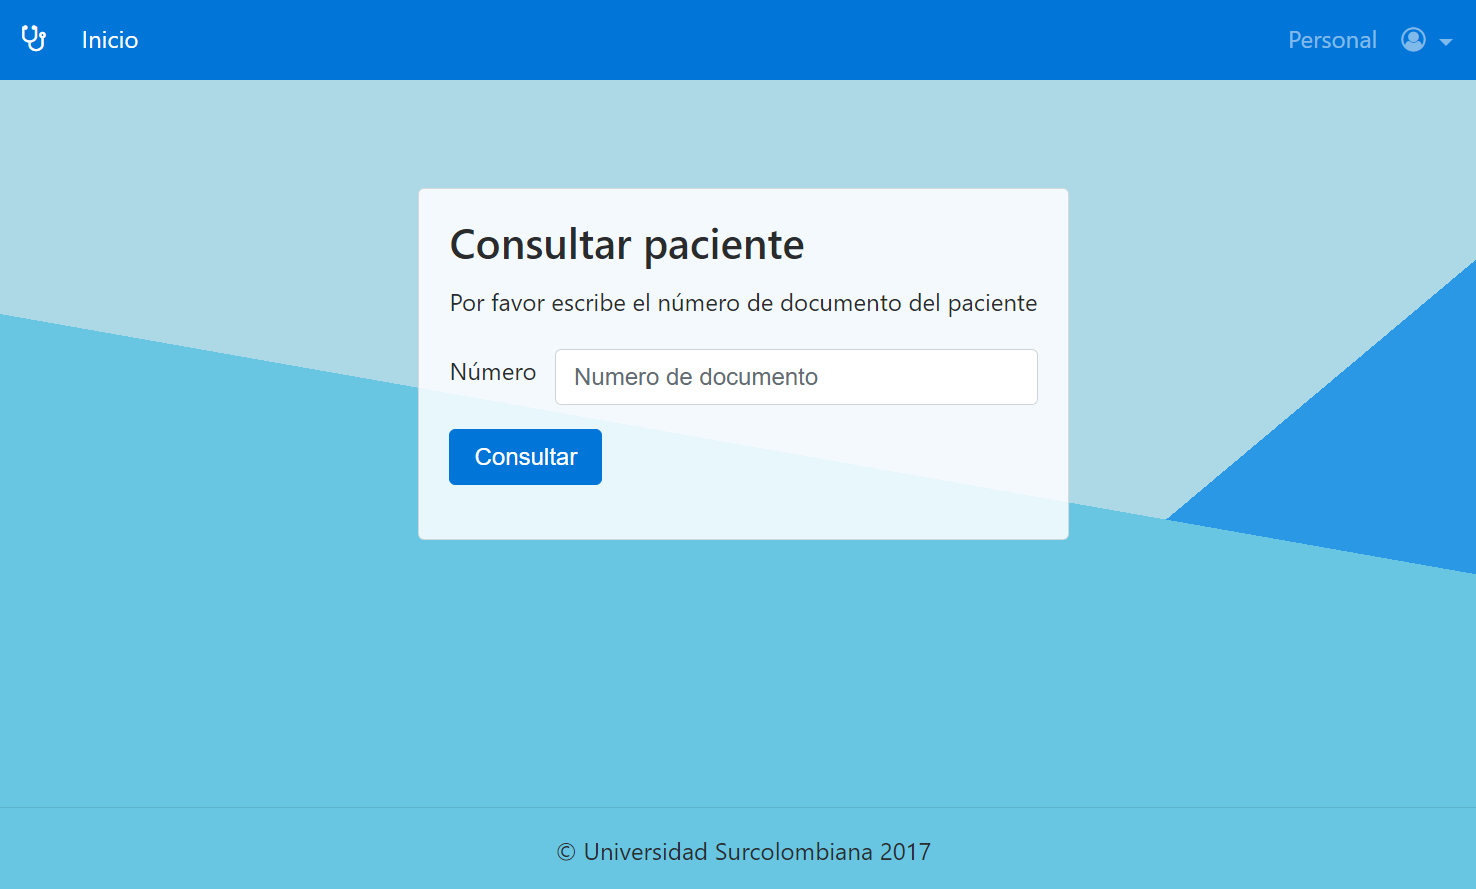 Inicio
Personal
Consultar paciente
Por favor escribe el número de documento del paciente
Número
Numero de documento
Consultar
© Universidad Surcolombiana 2017